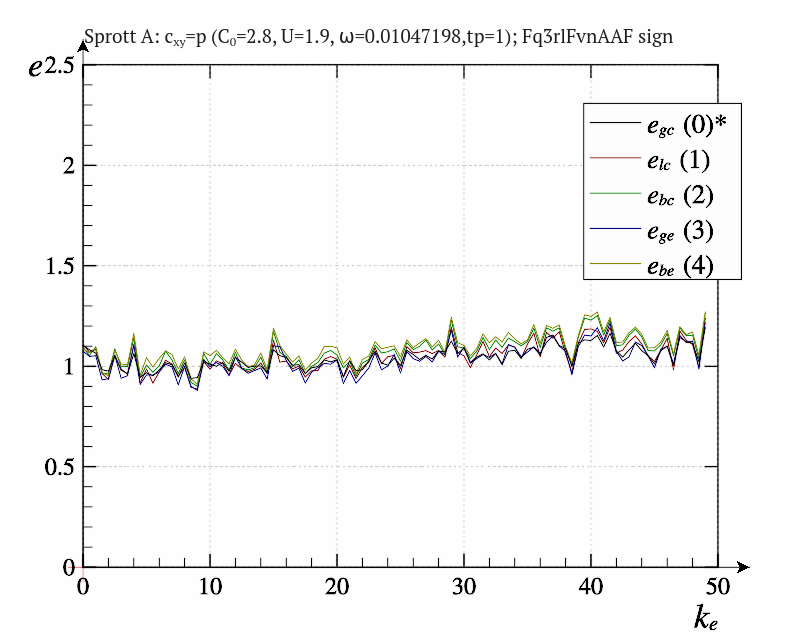 Sprott A: cxy=p (C0=2.8, U=1.9, ω=0.01047198,tp=1); Fq3rlFvnAAF sign
e
2.5
2
1.5
1
0.5
0
egc (0)*
elc (1)
ebc (2)
ege (3)
ebe (4)
0 10 20 30 40 50
ke